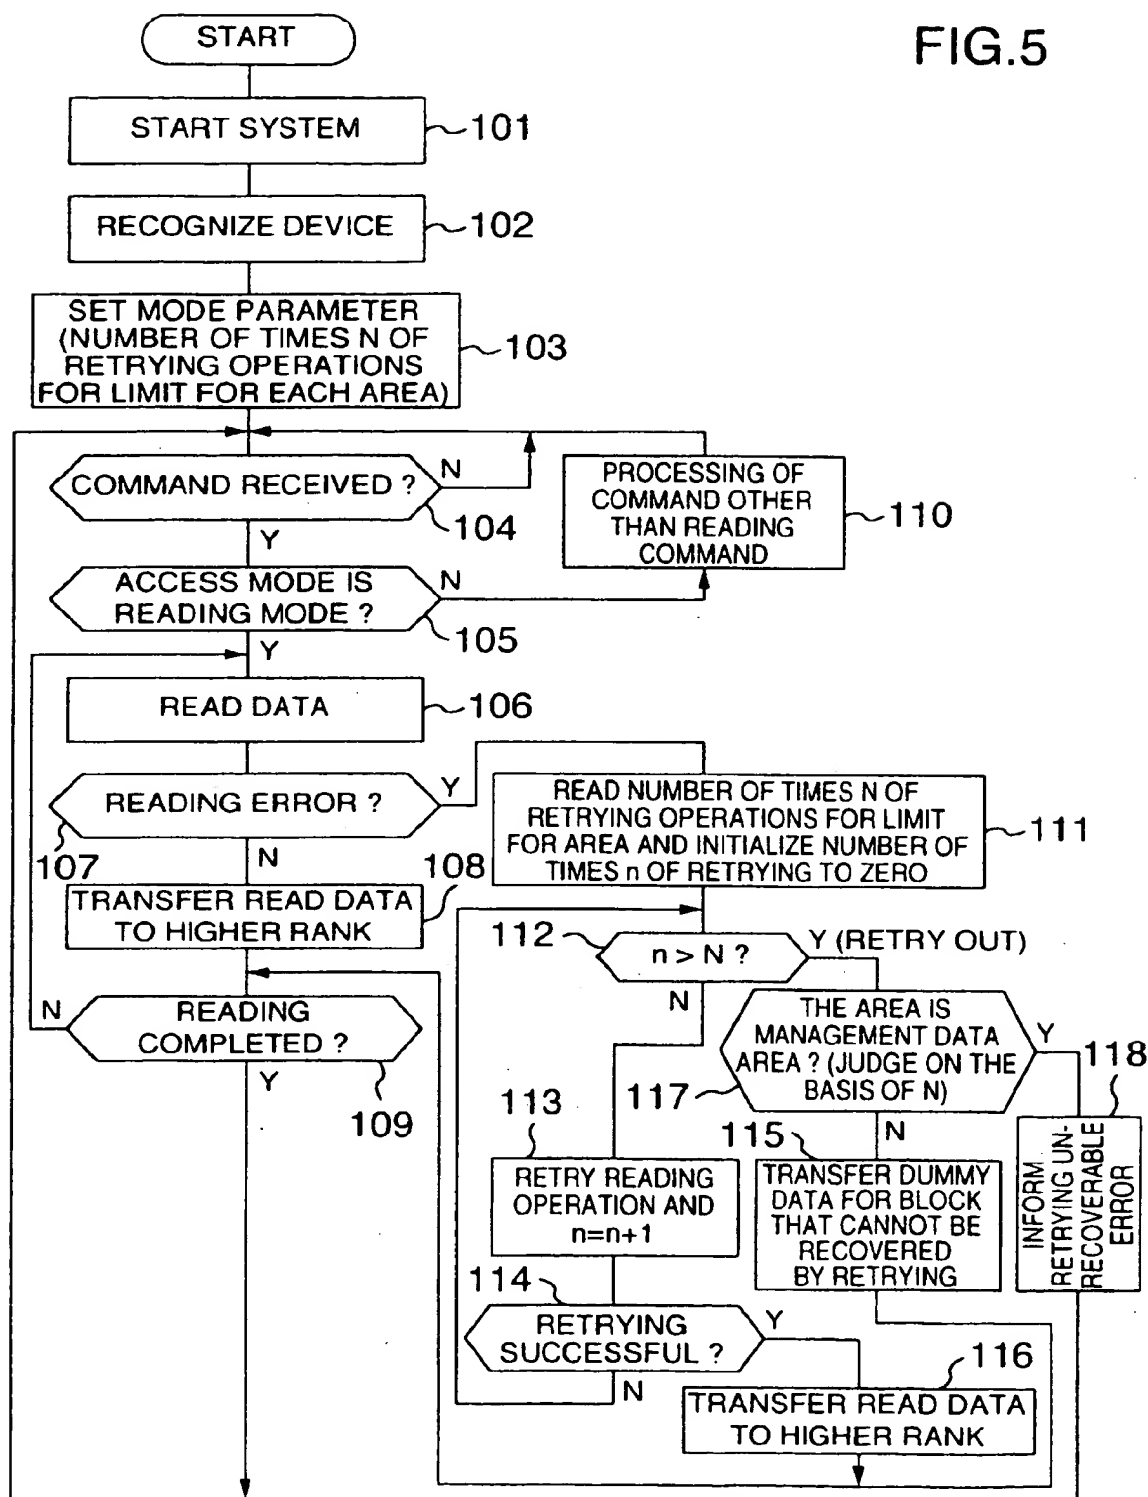 FIG.5
START
START SYSTEM
101
RECOGNIZE DEVICE
102
SET MODE PARAMETER
(NUMBER OF TIMES N OF
RETRYING OPERATIONS
FOR LIMIT FOR EACH AREA)
103
COMMAND RECEIVED ?
N
104
Y
PROCESSING OF
COMMAND OTHER
THAN READING
COMMAND
110
ACCESS MODE IS
READING MODE ?
N
105
Y
READ DATA
106
READING ERROR ?
Y
107
N
READ NUMBER OF TIMES N OF
RETRYING OPERATIONS FOR LIMIT
FOR AREA AND INITIALIZE NUMBER OF
TIMES n OF RETRYING TO ZERO
111
108
TRANSFER READ DATA
TO HIGHER RANK
112
n > N ?
Y (RETRY OUT)
N
N
READING
COMPLETED ?
Y
109
THE AREA IS
MANAGEMENT DATA
AREA ? (JUDGE ON THE
BASIS OF N)
Y
117
N
118
INFORM
RETRYING UN-
RECOVERABLE
ERROR
113
RETRY READING
OPERATION AND
n=n+1
115
TRANSFER DUMMY
DATA FOR BLOCK
THAT CANNOT BE
RECOVERED
BY RETRYING
114
RETRYING
SUCCESSFUL ?
Y
N
116
TRANSFER READ DATA
TO HIGHER RANK